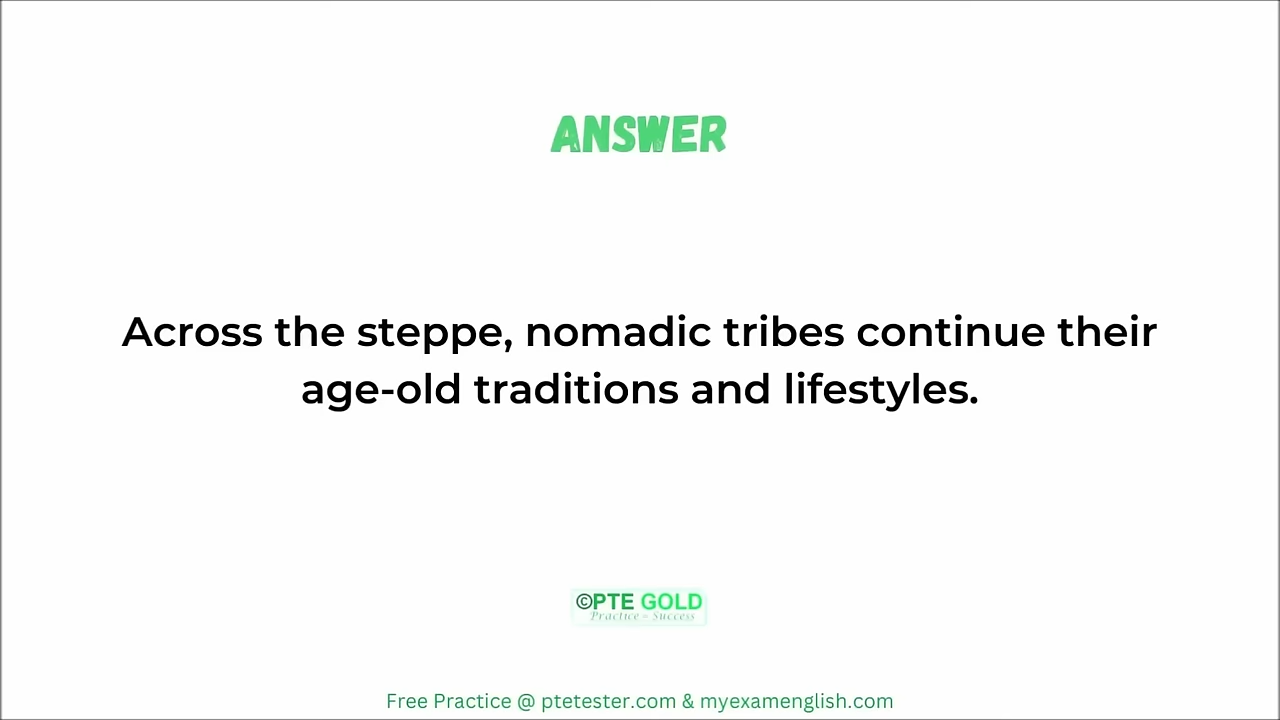 ANSWER
Across the steppe, nomadic tribes continue their
age-old traditions and lifestyles.
©PTE GOLD
Practice - Success
Free Practice @ ptetester.com & myexamenglish.com